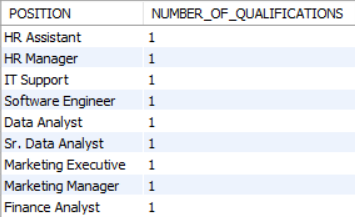 POSITION NUMBER_OF_QUALIFICATIONS
HR Assistant 1
HR Manager 1
IT Support 1
Software Engineer 1
Data Analyst 1
Sr. Data Analyst 1
Marketing Executive 1
Marketing Manager 1
Finance Analyst 1